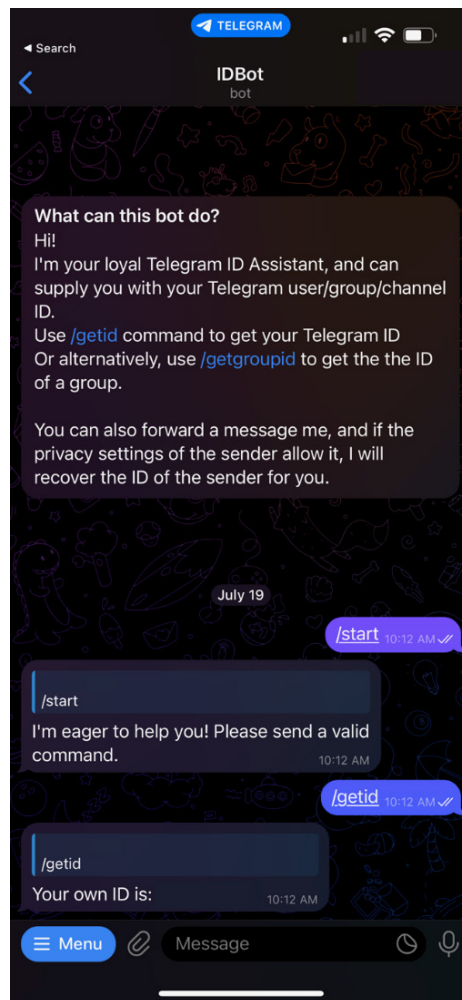 TELEGRAM
◀ Search
IDBot
bot
What can this bot do?
Hi!
I'm your loyal Telegram ID Assistant, and can
supply you with your Telegram user/group/channel
ID.
Use /getid command to get your Telegram ID
Or alternatively, use /getgroupid to get the the ID
of a group.
You can also forward a message me, and if the
privacy settings of the sender allow it, I will
recover the ID of the sender for you.
July 19
/start 10:12 AM
/start
I'm eager to help you! Please send a valid
command.
10:12 AM
/getid 10:12 AM
/getid
Your own ID is: 10:12 AM
Menu Message